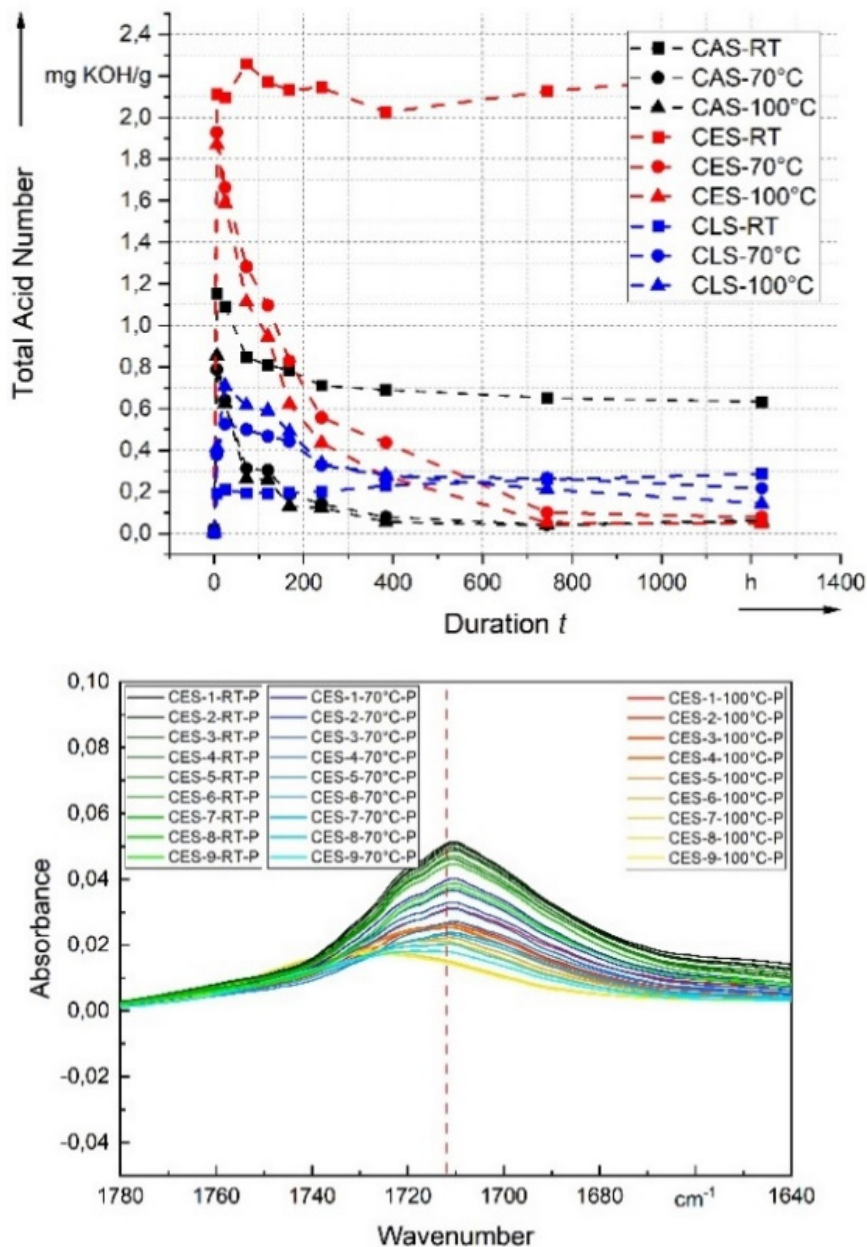 2,4
mg KOH/g
2,0
1,8
1,6
1,4
1,2
1,0
0,8
0,6
0,4
0,2
0,0
Total Acid Number
CAS-RT
CAS-70°C
CAS-100°C
CES-RT
CES-70°C
CES-100°C
CLS-RT
CLS-70°C
CLS-100°C
0 200 400 600 800 1000 h 1400
Duration t
0,10
0,08
0,06
0,04
0,02
0,00
-0,02
-0,04
Absorbance
CES-1-RT-P
CES-2-RT-P
CES-3-RT-P
CES-4-RT-P
CES-5-RT-P
CES-6-RT-P
CES-7-RT-P
CES-8-RT-P
CES-9-RT-P
CES-1-70°C-P
CES-2-70°C-P
CES-3-70°C-P
CES-4-70°C-P
CES-5-70°C-P
CES-6-70°C-P
CES-7-70°C-P
CES-8-70°C-P
CES-9-70°C-P
CES-1-100°C-P
CES-2-100°C-P
CES-3-100°C-P
CES-4-100°C-P
CES-5-100°C-P
CES-6-100°C-P
CES-7-100°C-P
CES-8-100°C-P
CES-9-100°C-P
1780 1760 1740 1720 1700 1680 cm⁻¹ 1640
Wavenumber